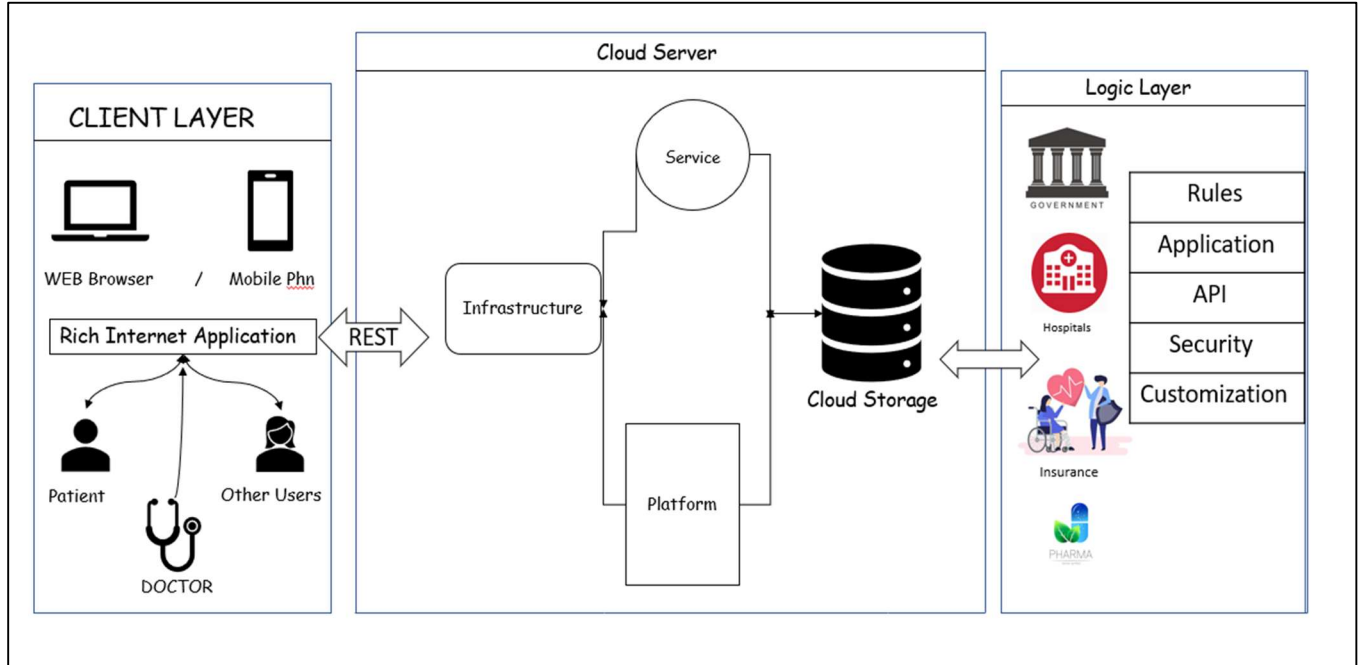 Cloud Server
CLIENT LAYER
WEB Browser / Mobile Phn
Rich Internet Application
Patient
Other Users
DOCTOR
REST
Service
Infrastructure
Platform
Cloud Storage
Logic Layer
GOVERNMENT
Hospitals
Insurance
PHARMA
Rules
Application
API
Security
Customization